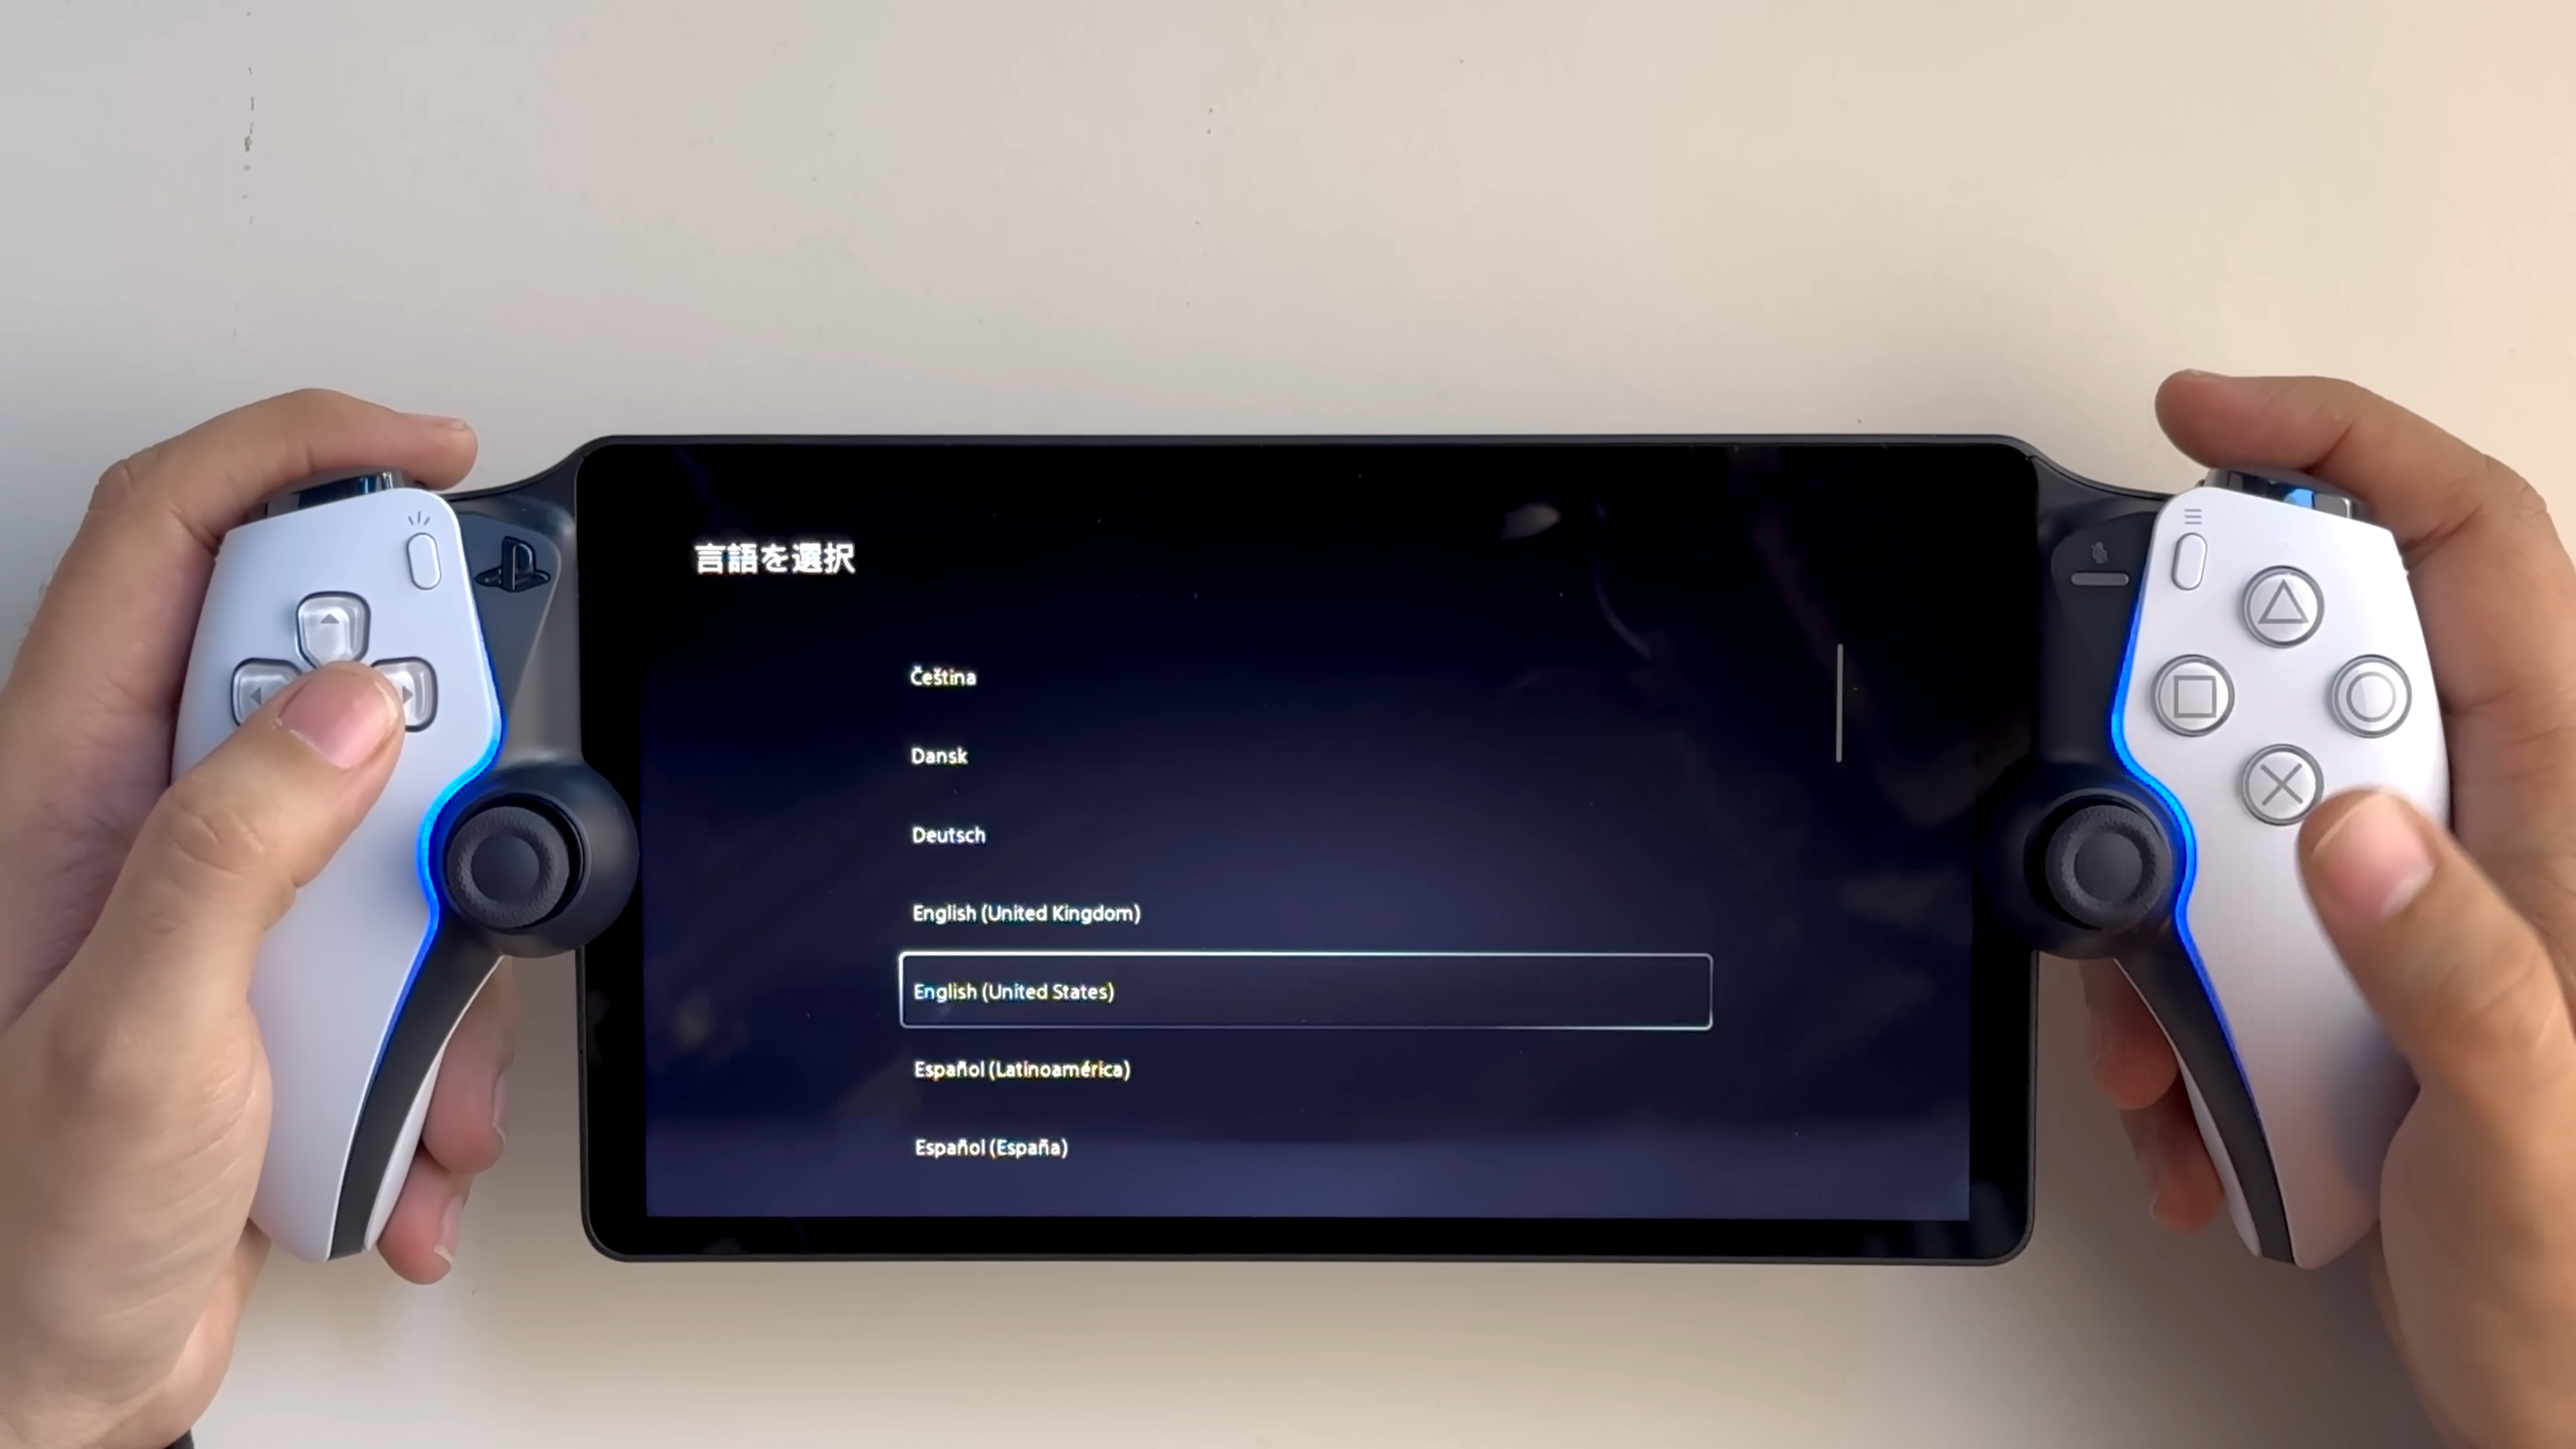 言語を選択
Čeština
Dansk
Deutsch
English (United Kingdom)
English (United States)
Español (Latinoamérica)
Español (España)